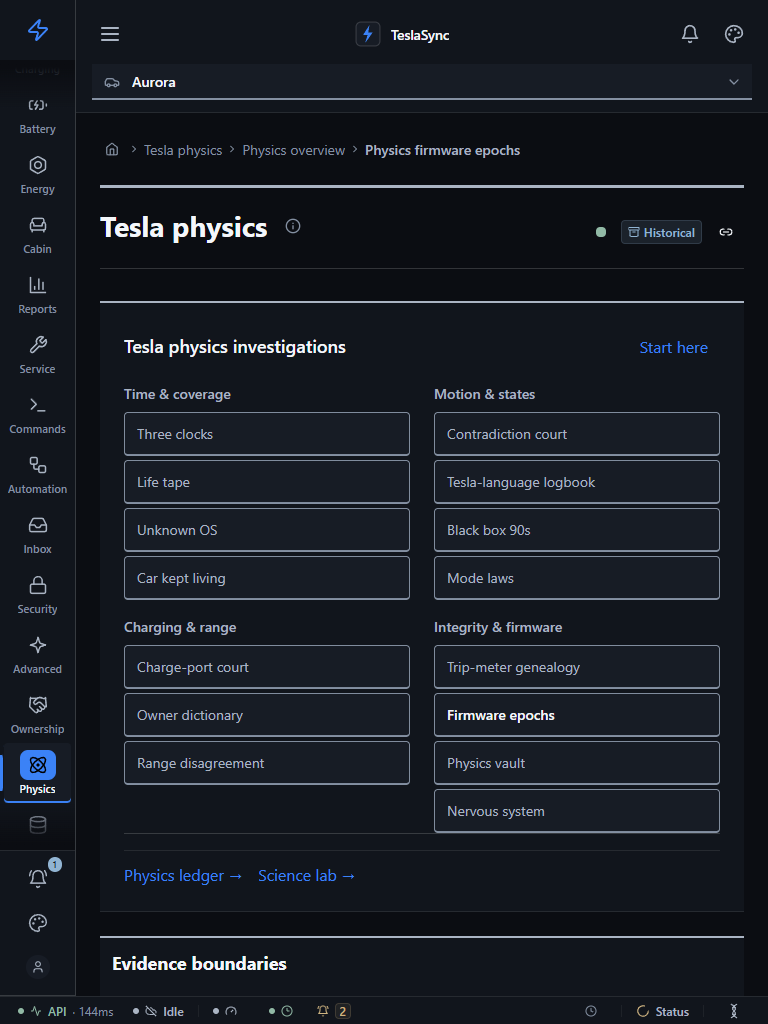 TeslaSync
Aurora
Charging
Battery
Energy
Cabin
Reports
Service
Commands
Automation
Inbox
Security
Advanced
Ownership
Physics
1
Tesla physics › Physics overview › Physics firmware epochs
Tesla physics
Historical
Tesla physics investigations
Start here
Time & coverage
Three clocks
Life tape
Unknown OS
Car kept living
Motion & states
Contradiction court
Tesla-language logbook
Black box 90s
Mode laws
Charging & range
Charge-port court
Owner dictionary
Range disagreement
Integrity & firmware
Trip-meter genealogy
Firmware epochs
Physics vault
Nervous system
Physics ledger → Science lab →
Evidence boundaries
API · 144ms Idle 2 Status